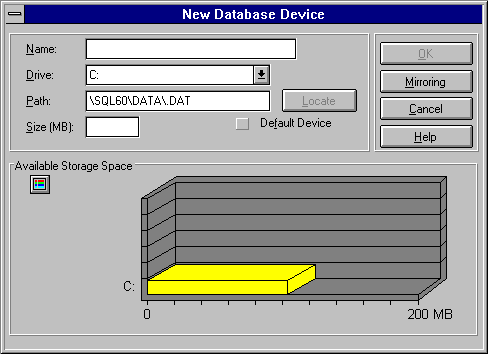 New Database Device
Name:
OK
Drive:
C:
Mirroring
Path:
\SQL60\DATA\.DAT
Locate
Cancel
Size (MB):
Default Device
Help
Available Storage Space
C:
0
200 MB